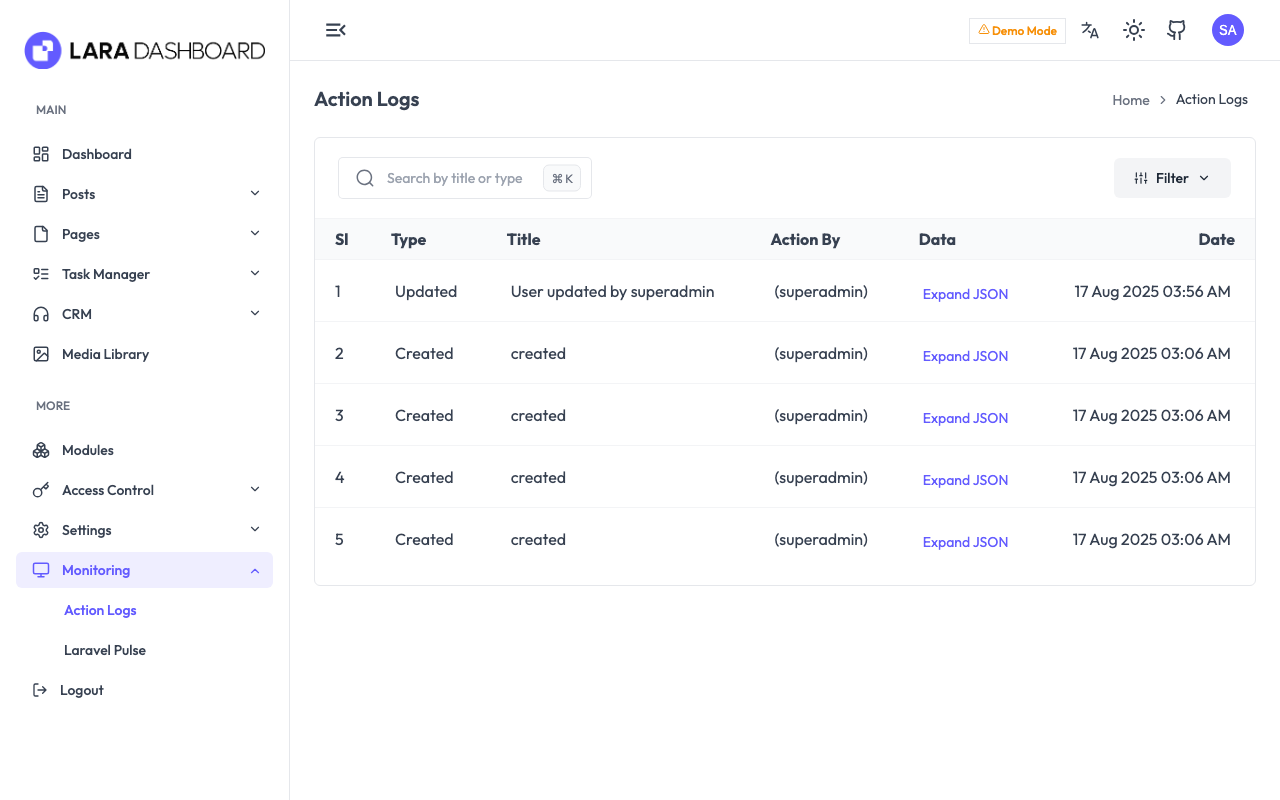 LARA DASHBOARD
MAIN
Dashboard
Posts
Pages
Task Manager
CRM
Media Library
MORE
Modules
Access Control
Settings
Monitoring
Action Logs
Laravel Pulse
Logout
Demo Mode
SA
Action Logs
Home > Action Logs
Search by title or type ⌘ K
Filter
Sl Type Title Action By Data Date
1 Updated User updated by superadmin (superadmin) Expand JSON 17 Aug 2025 03:56 AM
2 Created created (superadmin) Expand JSON 17 Aug 2025 03:06 AM
3 Created created (superadmin) Expand JSON 17 Aug 2025 03:06 AM
4 Created created (superadmin) Expand JSON 17 Aug 2025 03:06 AM
5 Created created (superadmin) Expand JSON 17 Aug 2025 03:06 AM